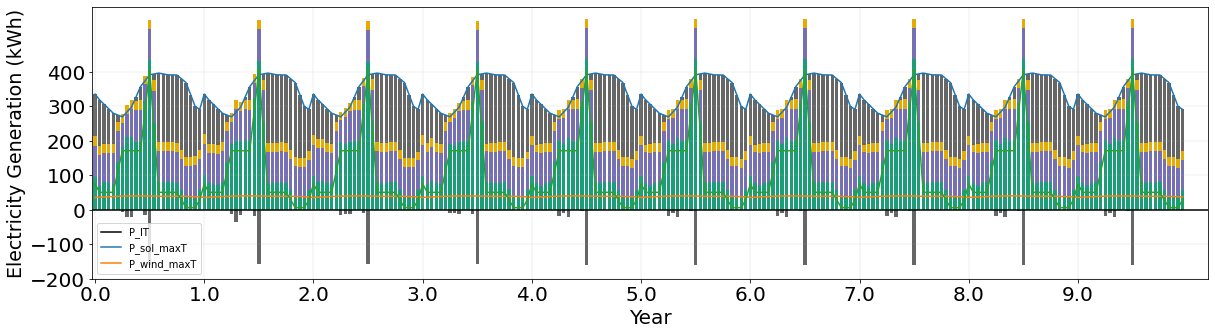 Electricity Generation (kWh)
400
300
200
100
0
−100
−200
P_IT
P_sol_maxT
P_wind_maxT
0.0 1.0 2.0 3.0 4.0 5.0 6.0 7.0 8.0 9.0
Year